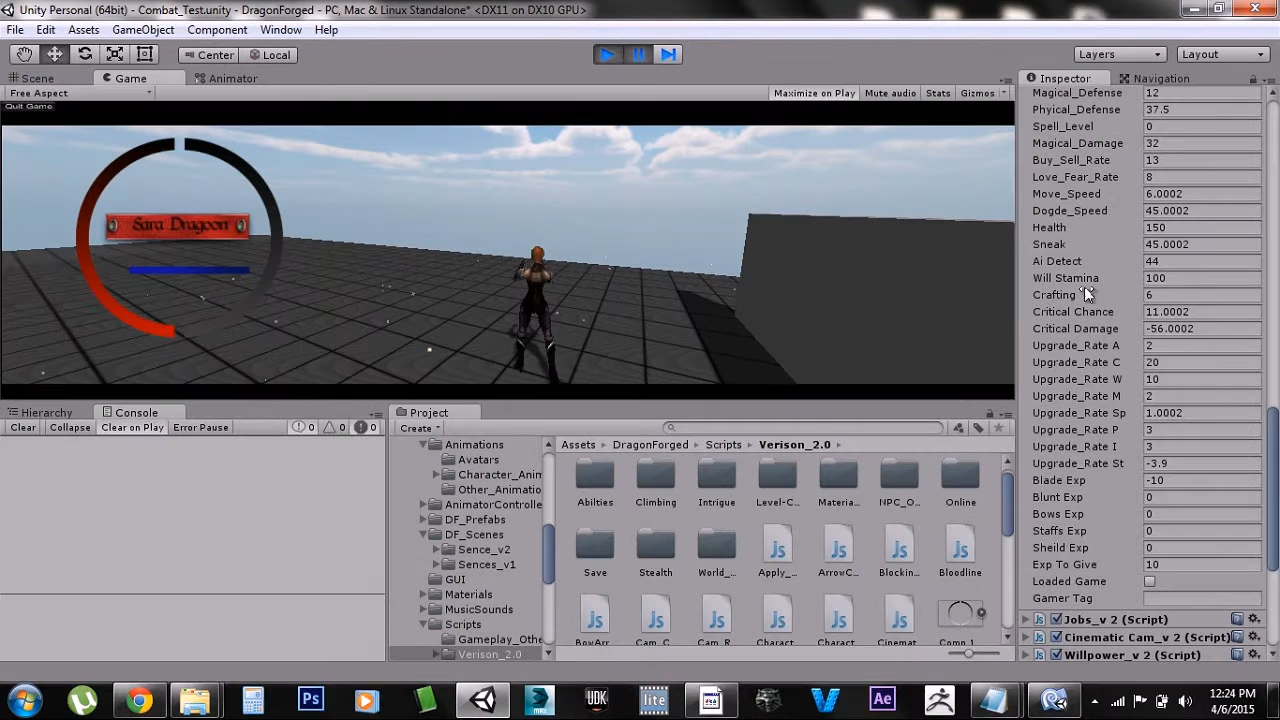 Unity Personal (64bit) - Combat_Test.unity - DragonForged - PC, Mac & Linux Standalone* <DX11 on DX10 GPU>
File Edit Assets GameObject Component Window Help
Center Local Layers Layout
Scene Game Animator Inspector Navigation
Free Aspect Maximize on Play Mute audio Stats Gizmos
Quit Game
Sara Dragoon
Magical_Defense 12
Phyical_Defense 37.5
Spell_Level 0
Magical_Damage 32
Buy_Sell_Rate 13
Love_Fear_Rate 8
Move_Speed 6.0002
Dogde_Speed 45.0002
Health 150
Sneak 45.0002
Ai Detect 44
Will Stamina 100
Crafting 6
Critical Chance 11.0002
Critical Damage -56.0002
Upgrade_Rate A 2
Upgrade_Rate C 20
Upgrade_Rate W 10
Upgrade_Rate M 2
Upgrade_Rate Sp 1.0002
Upgrade_Rate P 3
Upgrade_Rate I 3
Upgrade_Rate St -3.9
Blade Exp -10
Blunt Exp 0
Bows Exp 0
Staffs Exp 0
Sheild Exp 0
Exp To Give 10
Loaded Game
Gamer Tag
Jobs_v 2 (Script)
Cinematic Cam_v 2 (Script)
Willpower_v 2 (Script)
Hierarchy Console
Clear Collapse Clear on Play Error Pause 0 0 0
Project
Create
Animations
Avatars
Character_Anim
Other_Animatio
AnimatorControlle
DF_Prefabs
DF_Scenes
Sence_v2
Sences_v1
GUI
Materials
MusicSounds
Scripts
Gameplay_Othe
Verison_2.0
Assets DragonForged Scripts Verison_2.0
Abilties Climbing Intrigue Level-C... Materia... NPC_O... Online
Save Stealth World_... Apply_... ArrowC... Blockin... Bloodline
BowArr Cam_C Cam_R Charact Charact Cinemat Comp_1
12:24 PM
4/6/2015